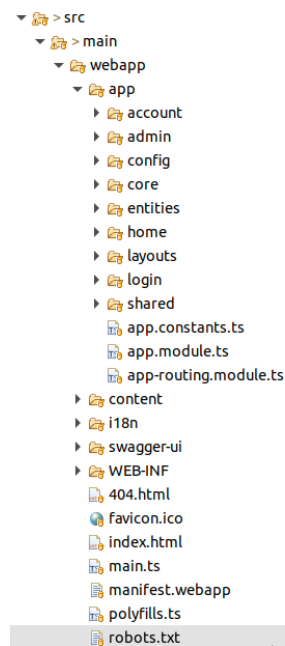 > src
> main
webapp
app
account
admin
config
core
entities
home
layouts
login
shared
app.constants.ts
app.module.ts
app-routing.module.ts
content
i18n
swagger-ui
WEB-INF
404.html
favicon.ico
index.html
main.ts
manifest.webapp
polyfills.ts
robots.txt